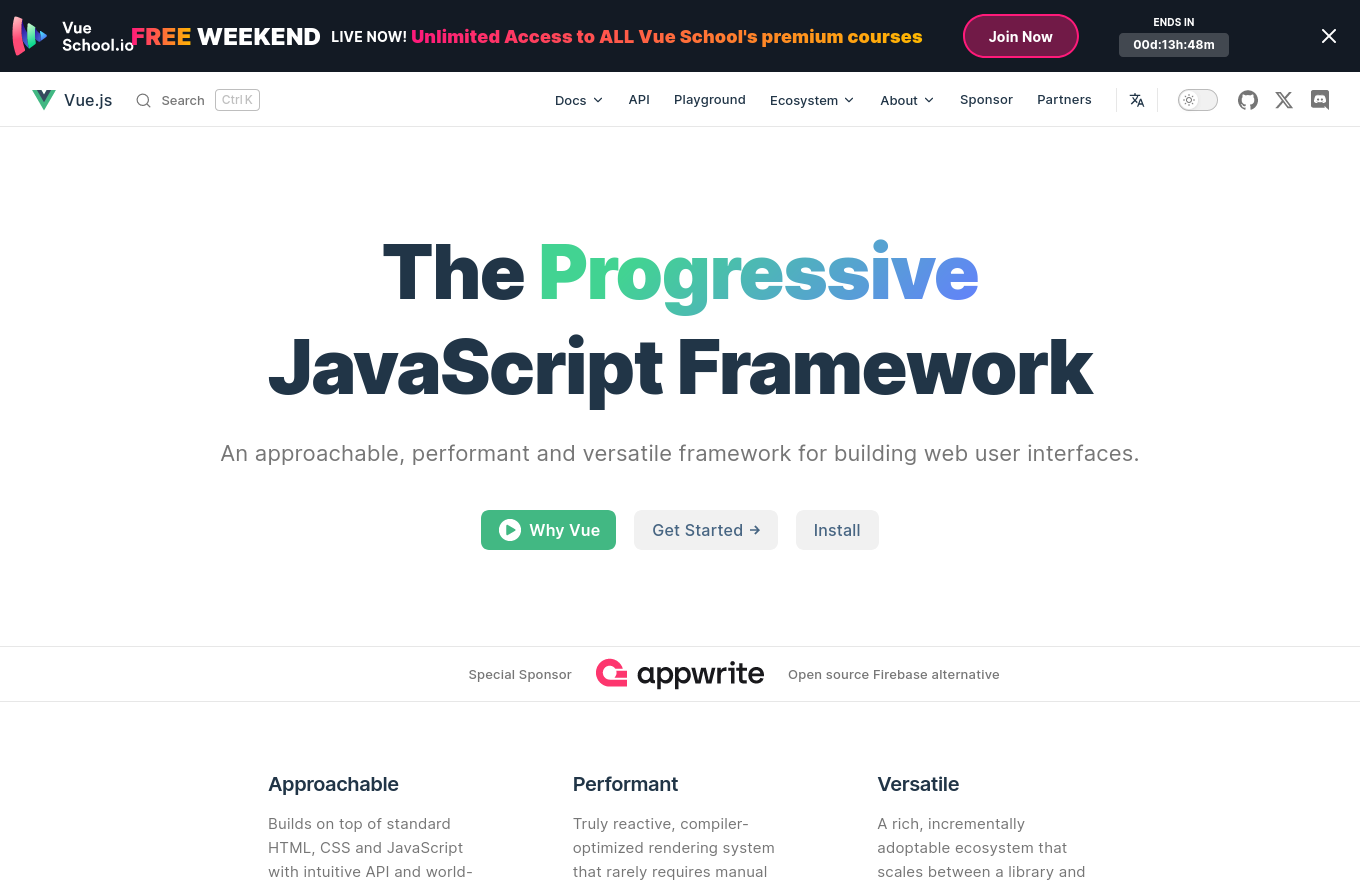 Vue
School.io
FREE WEEKEND LIVE NOW! Unlimited Access to ALL Vue School's premium courses
Join Now
ENDS IN
00d:13h:48m
Vue.js
Search
Ctrl K
Docs
API
Playground
Ecosystem
About
Sponsor
Partners
The Progressive
JavaScript Framework
An approachable, performant and versatile framework for building web user interfaces.
Why Vue
Get Started →
Install
Special Sponsor
appwrite
Open source Firebase alternative
Approachable
Builds on top of standard
HTML, CSS and JavaScript
with intuitive API and world-
Performant
Truly reactive, compiler-
optimized rendering system
that rarely requires manual
Versatile
A rich, incrementally
adoptable ecosystem that
scales between a library and